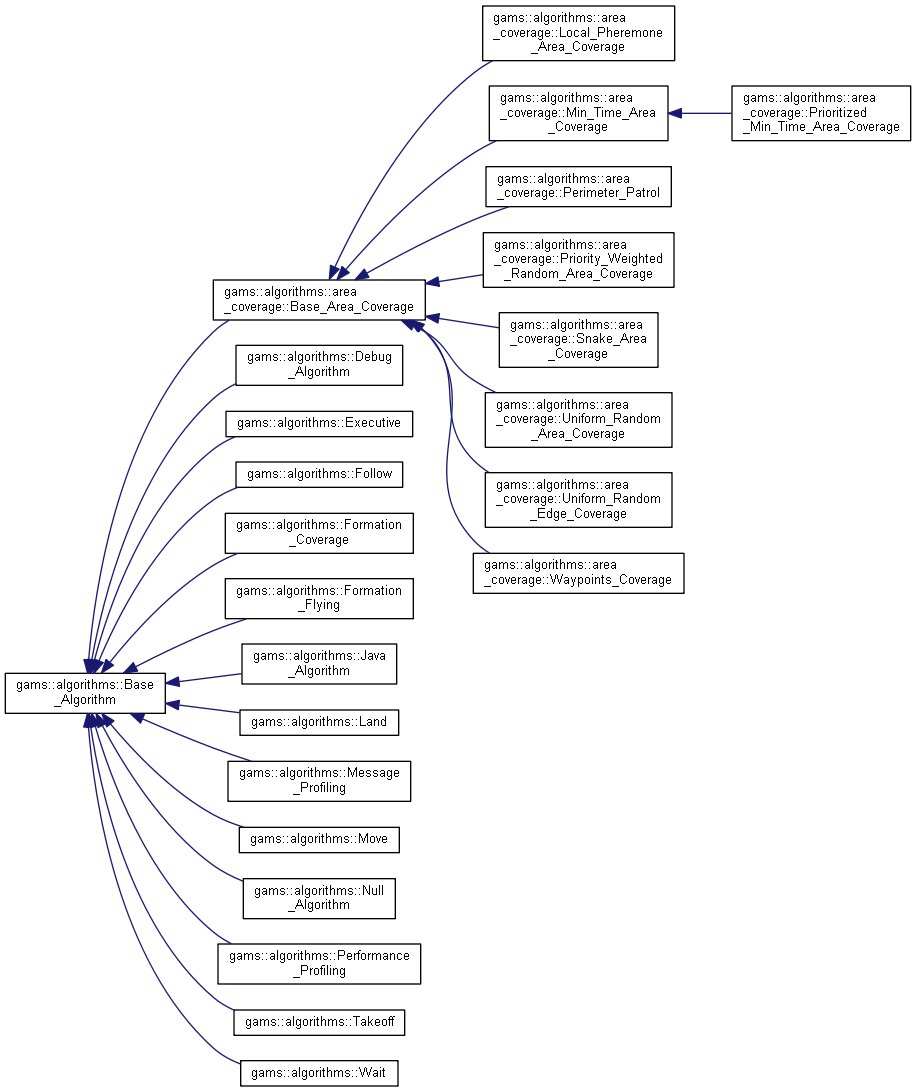 gams::algorithms::area
_coverage::Local_Pheremone
_Area_Coverage
gams::algorithms::area
_coverage::Min_Time_Area
_Coverage
gams::algorithms::area
_coverage::Prioritized
_Min_Time_Area_Coverage
gams::algorithms::area
_coverage::Perimeter_Patrol
gams::algorithms::area
_coverage::Priority_Weighted
_Random_Area_Coverage
gams::algorithms::area
_coverage::Base_Area_Coverage
gams::algorithms::area
_coverage::Snake_Area
_Coverage
gams::algorithms::Debug
_Algorithm
gams::algorithms::area
_coverage::Uniform_Random
_Area_Coverage
gams::algorithms::Executive
gams::algorithms::Follow
gams::algorithms::area
_coverage::Uniform_Random
_Edge_Coverage
gams::algorithms::Formation
_Coverage
gams::algorithms::area
_coverage::Waypoints_Coverage
gams::algorithms::Formation
_Flying
gams::algorithms::Java
_Algorithm
gams::algorithms::Base
_Algorithm
gams::algorithms::Land
gams::algorithms::Message
_Profiling
gams::algorithms::Move
gams::algorithms::Null
_Algorithm
gams::algorithms::Performance
_Profiling
gams::algorithms::Takeoff
gams::algorithms::Wait